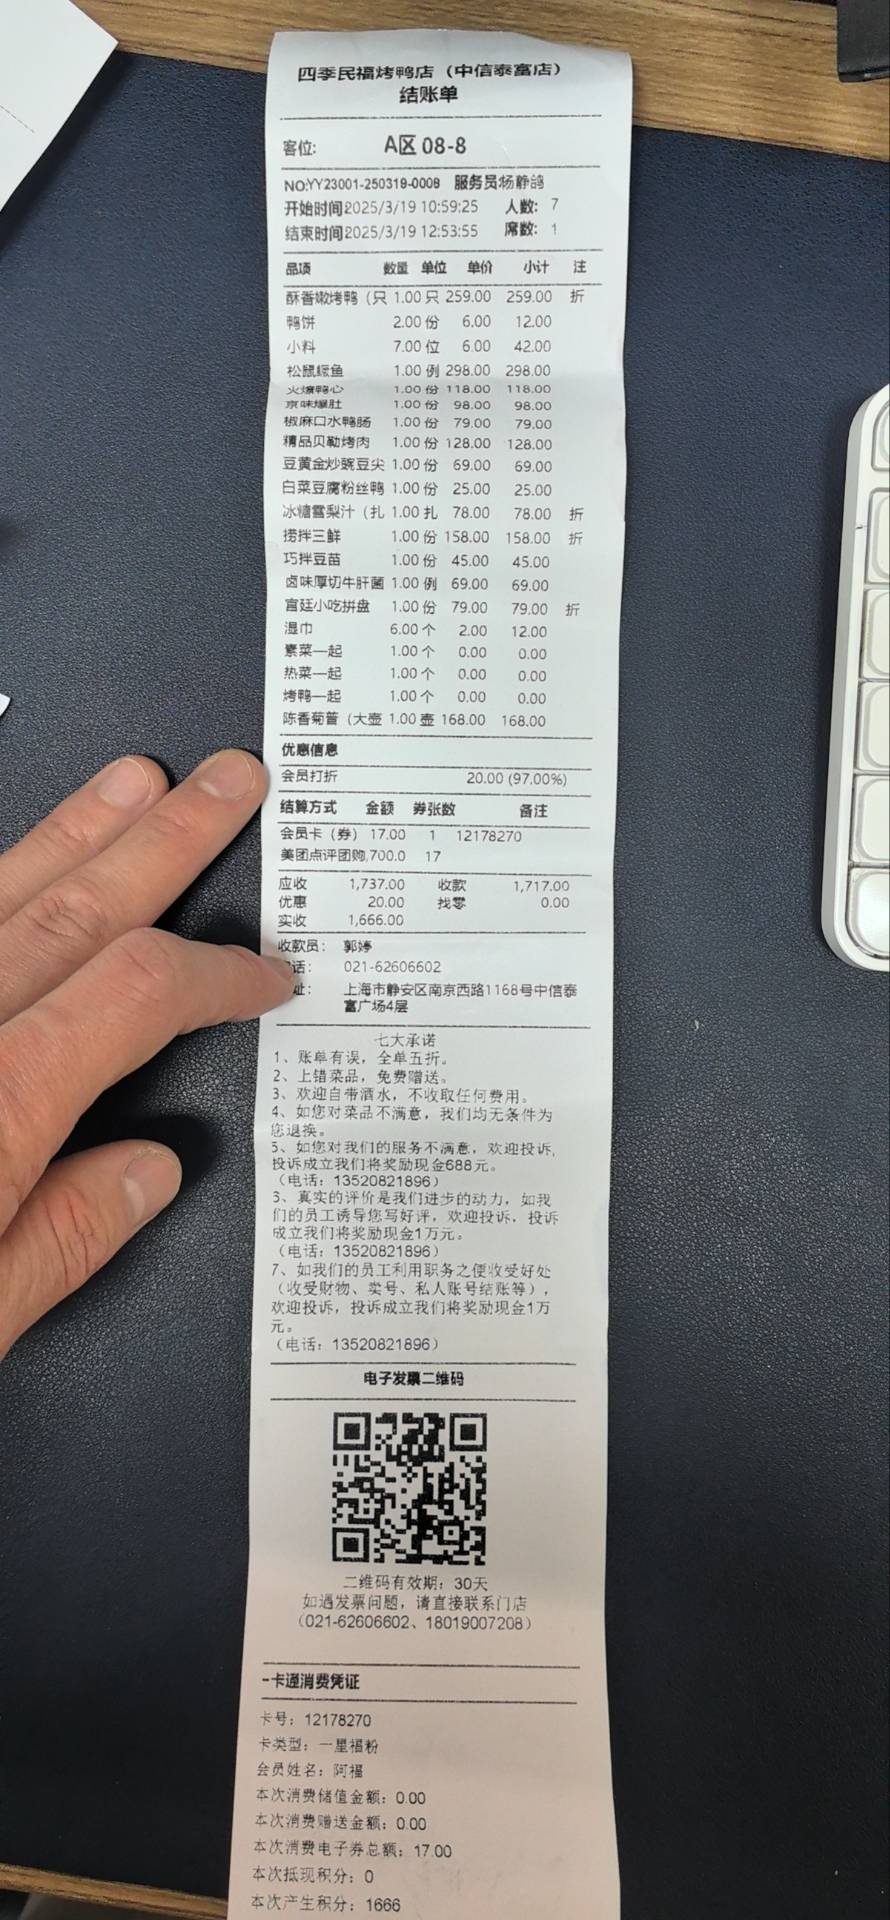 四季民福烤鸭店（中信泰富店）
结账单
客位: A区 08-8
NO:YY23001-250319-0008 服务员:杨静鸽
开始时间2025/3/19 10:59:25 人数: 7
结束时间2025/3/19 12:53:55 席数: 1
品项 数量 单位 单价 小计 注
酥香嫩烤鸭（只 1.00 只 259.00 259.00 折
鸭饼 2.00 份 6.00 12.00
小料 7.00 位 6.00 42.00
松鼠鳜鱼 1.00 例 298.00 298.00
火爆鸭心 1.00 份 118.00 118.00
京味爆肚 1.00 份 98.00 98.00
椒麻口水鸭肠 1.00 份 79.00 79.00
精品贝勒烤肉 1.00 份 128.00 128.00
豆黄金炒豌豆尖 1.00 份 69.00 69.00
白菜豆腐粉丝鸭 1.00 份 25.00 25.00
冰糖雪梨汁（扎 1.00 扎 78.00 78.00 折
捞拌三鲜 1.00 份 158.00 158.00 折
巧拌豆苗 1.00 份 45.00 45.00
卤味厚切牛肝菌 1.00 例 69.00 69.00
宫廷小吃拼盘 1.00 份 79.00 79.00 折
湿巾 6.00 个 2.00 12.00
素菜一起 1.00 个 0.00 0.00
热菜一起 1.00 个 0.00 0.00
烤鸭一起 1.00 个 0.00 0.00
陈香菊普（大壶 1.00 壶 168.00 168.00
优惠信息
会员打折 20.00 (97.00%)
结算方式 金额 券张数 备注
会员卡（券）17.00 1 12178270
美团点评团购,700.0 17
应收 1,737.00 收款 1,717.00
优惠 20.00 找零 0.00
实收 1,666.00
收款员: 郭婷
话: 021-62606602
址: 上海市静安区南京西路1168号中信泰
富广场4层
七大承诺
1、账单有误，全单五折。
2、上错菜品，免费赠送。
3、欢迎自带酒水，不收取任何费用。
4、如您对菜品不满意，我们均无条件为
您退换。
5、如您对我们的服务不满意，欢迎投诉，
投诉成立我们将奖励现金688元。
（电话：13520821896）
6、真实的评价是我们进步的动力，如我
们的员工诱导您写好评，欢迎投诉，投诉
成立我们将奖励现金1万元。
（电话：13520821896）
7、如我们的员工利用职务之便收受好处
（收受财物、卖号、私人账号结账等），
欢迎投诉，投诉成立我们将奖励现金1万
元。
（电话：13520821896）
电子发票二维码
二维码有效期：30天
如遇发票问题，请直接联系门店
（021-62606602、18019007208）
一卡通消费凭证
卡号：12178270
卡类型：一星福粉
会员姓名：阿福
本次消费储值金额：0.00
本次消费赠送金额：0.00
本次消费电子券总额：17.00
本次抵现积分：0
本次产生积分：1666